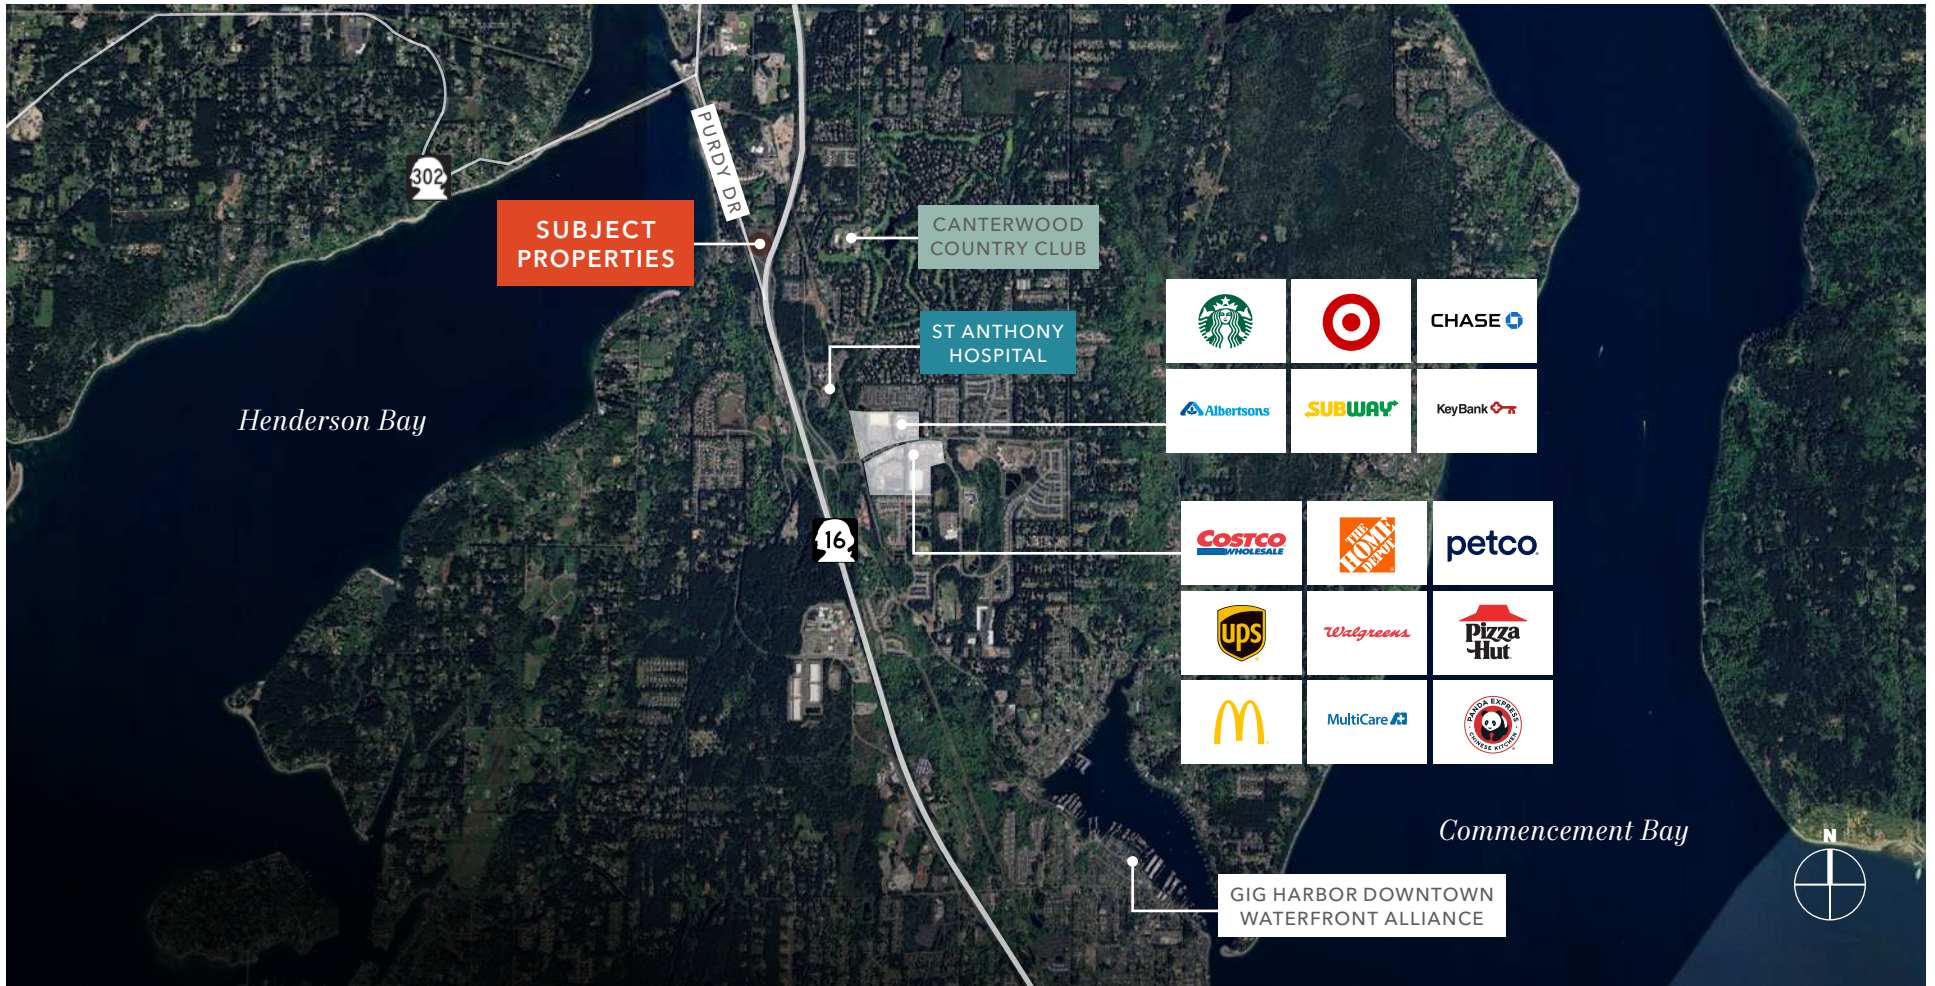 302
PURDY DR
SUBJECT
PROPERTIES
CANTERWOOD
COUNTRY CLUB
ST ANTHONY
HOSPITAL
CHASE
Albertsons
SUBWAY
KeyBank
Henderson Bay
16
COSTCO
WHOLESALE
THE
HOME
DEPOT
petco
ups
Walgreens
Pizza
Hut
MultiCare
PANDA EXPRESS
CHINESE KITCHEN
Commencement Bay
N
GIG HARBOR DOWNTOWN
WATERFRONT ALLIANCE